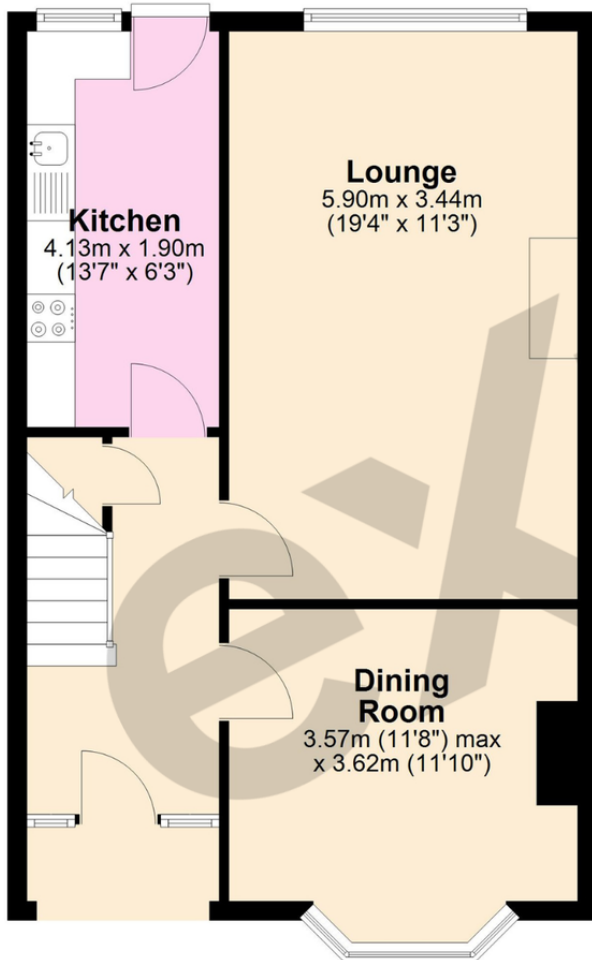 Lounge
5.90m x 3.44m
(19'4" x 11'3")
Kitchen
4.13m x 1.90m
(13'7" x 6'3")
Dining
Room
3.57m (11'8") max
x 3.62m (11'10")
ex